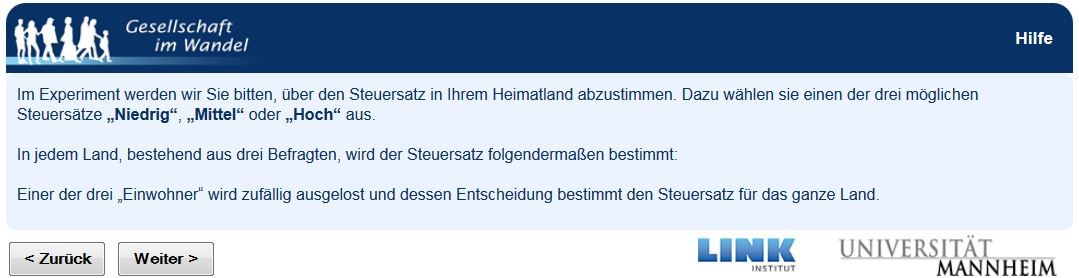 Gesellschaft
im Wandel
Hilfe
Im Experiment werden wir Sie bitten, über den Steuersatz in Ihrem Heimatland abzustimmen. Dazu wählen sie einen der drei möglichen
Steuersätze „Niedrig“, „Mittel“ oder „Hoch“ aus.
In jedem Land, bestehend aus drei Befragten, wird der Steuersatz folgendermaßen bestimmt:
Einer der drei „Einwohner“ wird zufällig ausgelost und dessen Entscheidung bestimmt den Steuersatz für das ganze Land.
< Zurück
Weiter >
LINK
INSTITUT
UNIVERSITÄT
MANNHEIM